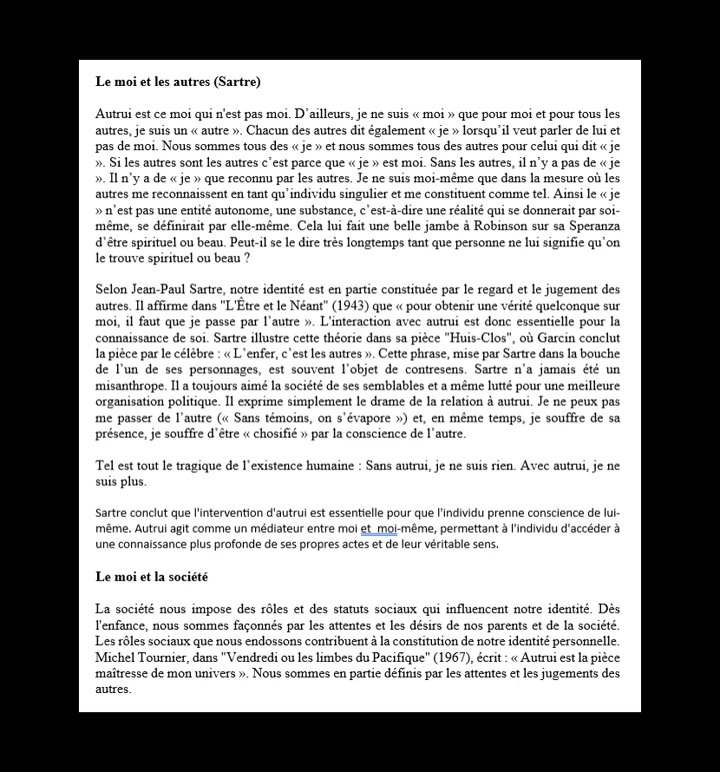 Le moi et les autres (Sartre)
Autrui est ce moi qui n'est pas moi. D'ailleurs, je ne suis « moi » que pour moi et pour tous les
autres, je suis un « autre ». Chacun des autres dit également « je » lorsqu'il veut parler de lui et
pas de moi. Nous sommes tous des « je » et nous sommes tous des autres pour celui qui dit « je
». Si les autres sont les autres c'est parce que « je » est moi. Sans les autres, il n'y a pas de « je
». Il n'y a de « je » que reconnu par les autres. Je ne suis moi-même que dans la mesure où les
autres me reconnaissent en tant qu'individu singulier et me constituent comme tel. Ainsi le « je
» n'est pas une entité autonome, une substance, c'est-à-dire une réalité qui se donnerait par soi-
même, se définirait par elle-même. Cela lui fait une belle jambe à Robinson sur sa Speranza
d'être spirituel ou beau. Peut-il se le dire très longtemps tant que personne ne lui signifie qu'on
le trouve spirituel ou beau ?
Selon Jean-Paul Sartre, notre identité est en partie constituée par le regard et le jugement des
autres. Il affirme dans "L'Être et le Néant" (1943) que « pour obtenir une vérité quelconque sur
moi, il faut que je passe par l'autre ». L'interaction avec autrui est donc essentielle pour la
connaissance de soi. Sartre illustre cette théorie dans sa pièce "Huis-Clos", où Garcin conclut
la pièce par le célèbre : « L'enfer, c'est les autres ». Cette phrase, mise par Sartre dans la bouche
de l'un de ses personnages, est souvent l'objet de contresens. Sartre n'a jamais été un
misanthrope. Il a toujours aimé la société de ses semblables et a même lutté pour une meilleure
organisation politique. Il exprime simplement le drame de la relation à autrui. Je ne peux pas
me passer de l'autre (« Sans témoins, on s'évapore ») et, en même temps, je souffre de sa
présence, je souffre d'être « chosifié » par la conscience de l'autre.
Tel est tout le tragique de l'existence humaine : Sans autrui, je ne suis rien. Avec autrui, je ne
suis plus.
Sartre conclut que l'intervention d'autrui est essentielle pour que l'individu prenne conscience de lui-
même. Autrui agit comme un médiateur entre moi et moi-même, permettant à l'individu d'accéder à
une connaissance plus profonde de ses propres actes et de leur véritable sens.
Le moi et la société
La société nous impose des rôles et des statuts sociaux qui influencent notre identité. Dès
l'enfance, nous sommes façonnés par les attentes et les désirs de nos parents et de la société.
Les rôles sociaux que nous endossons contribuent à la constitution de notre identité personnelle.
Michel Tournier, dans "Vendredi ou les limbes du Pacifique" (1967), écrit : « Autrui est la pièce
maîtresse de mon univers ». Nous sommes en partie définis par les attentes et les jugements des
autres.